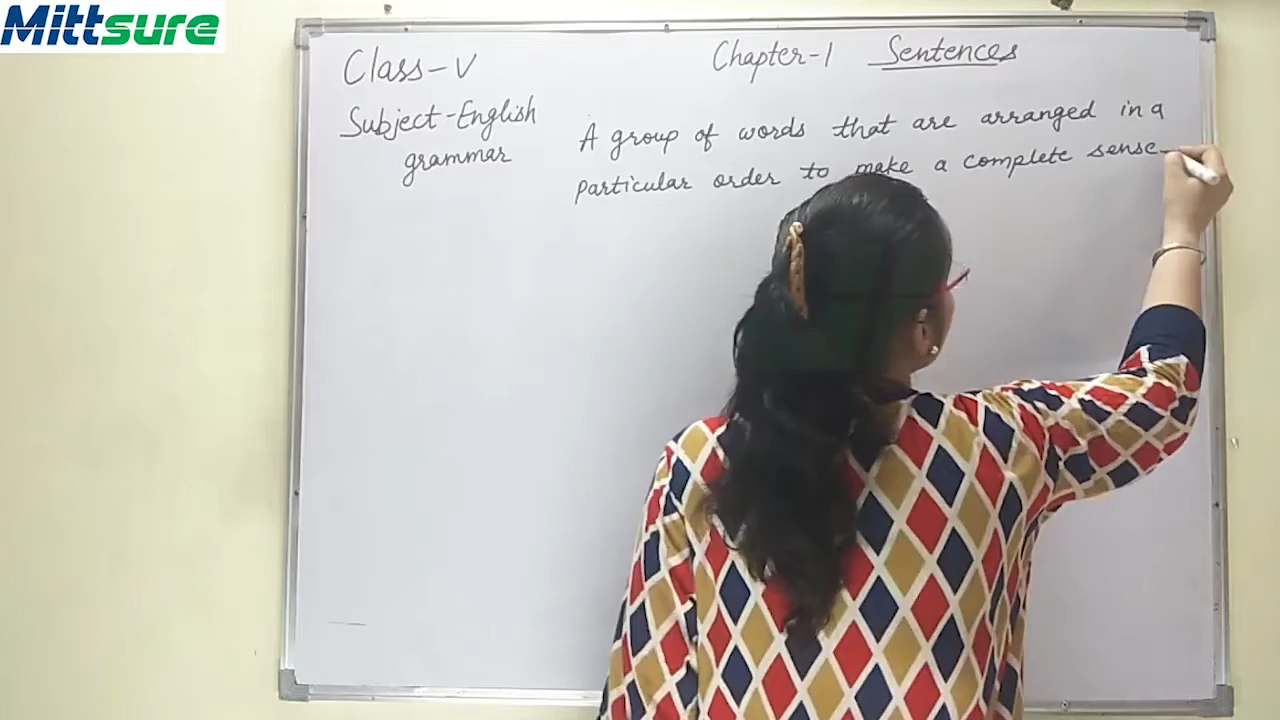 Mittsure
Class-V
Chapter-1 Sentences
Subject-English
grammar
A group of words that are arranged in a
particular order to make a complete sense